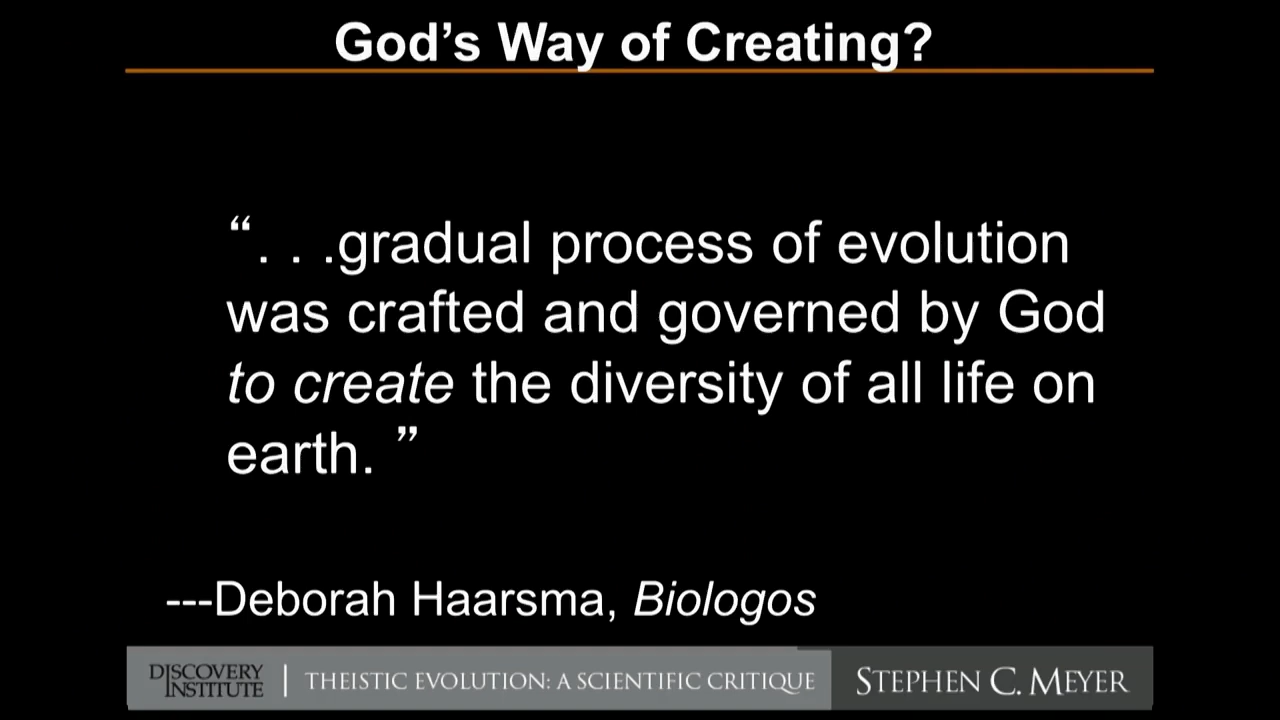 God’s Way of Creating?
“. . .gradual process of evolution
was crafted and governed by God
to create the diversity of all life on
earth. ”
---Deborah Haarsma, Biologos
DISCOVERY
INSTITUTE
THEISTIC EVOLUTION: A SCIENTIFIC CRITIQUE
STEPHEN C. MEYER